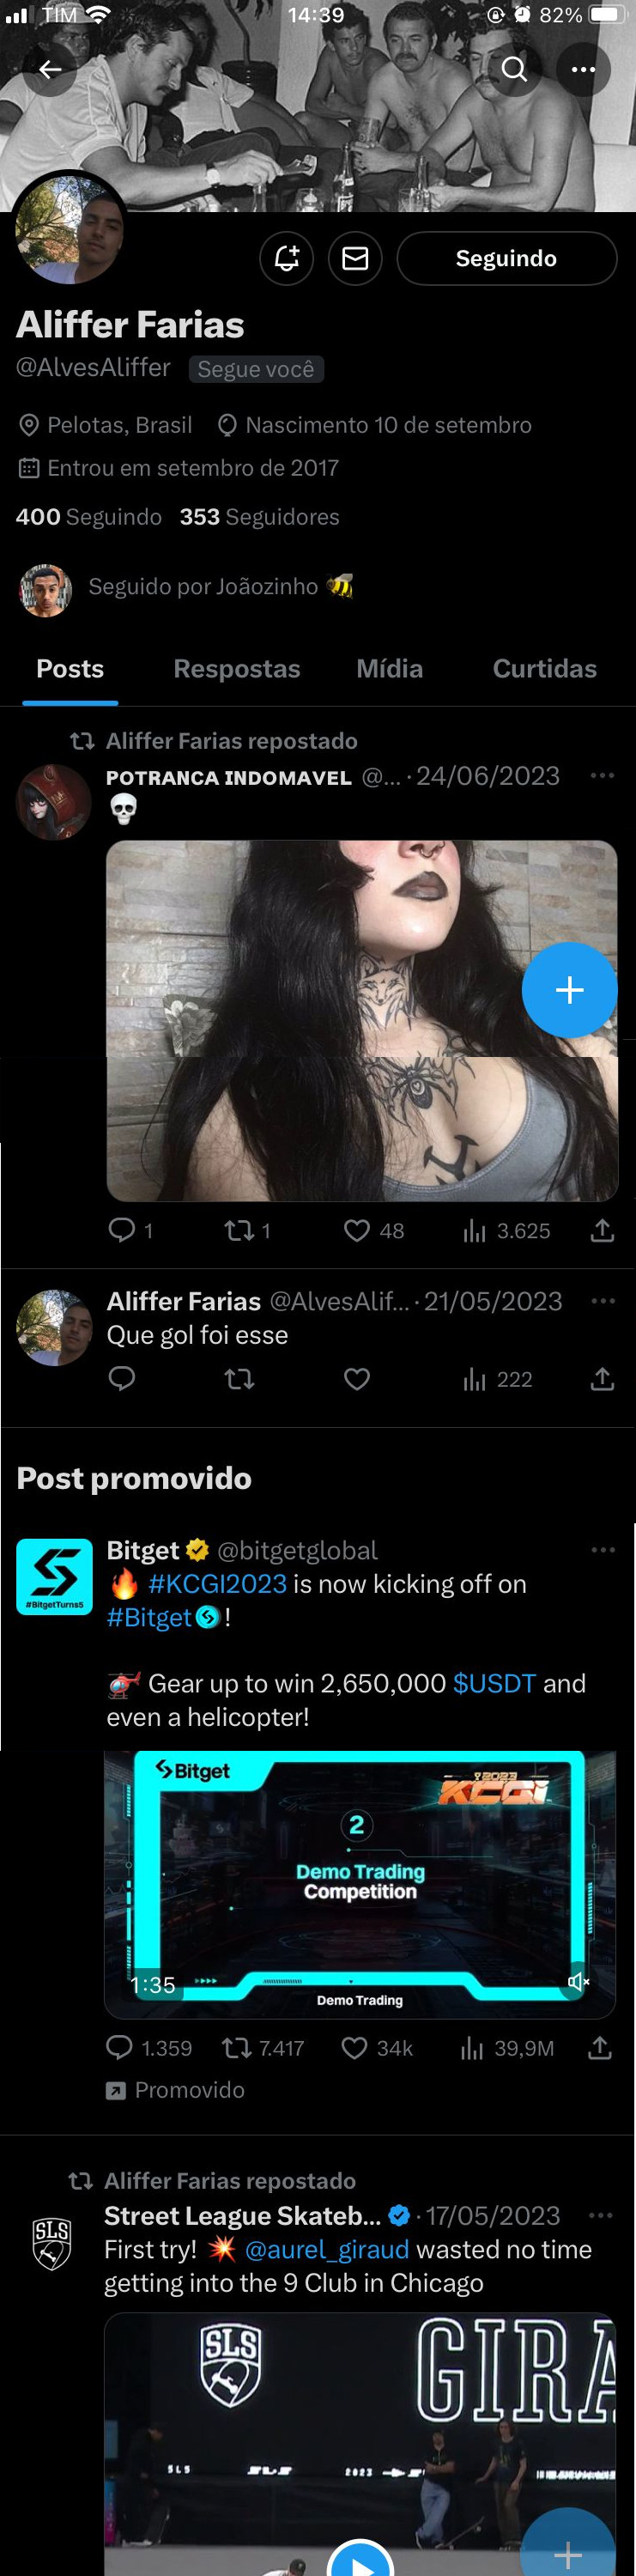 TIM 14:39 82%
Seguindo
Aliffer Farias
@AlvesAliffer Segue você
Pelotas, Brasil Nascimento 10 de setembro
Entrou em setembro de 2017
400 Seguindo 353 Seguidores
Seguido por Joãozinho 🐝
Posts Respostas Mídia Curtidas
Aliffer Farias repostado
ᴘᴏᴛʀᴀɴᴄᴀ ɪɴᴅᴏᴍᴀᴠᴇʟ @... · 24/06/2023
💀
1 1 48 3.625
Aliffer Farias @AlvesAlif... · 21/05/2023
Que gol foi esse
222
Post promovido
Bitget @bitgetglobal
#BitgetTurns5
🔥 #KCGI2023 is now kicking off on
#Bitget !
🚁 Gear up to win 2,650,000 $USDT and
even a helicopter!
Bitget 2023 KCGI
2
Demo Trading
Competition
1:35
Demo Trading
1.359 7.417 34k 39,9M
Promovido
Aliffer Farias repostado
Street League Skateb... · 17/05/2023
SLS
First try! 💥 @aurel_giraud wasted no time
getting into the 9 Club in Chicago
SLS GIRA
SLS SLS 2023